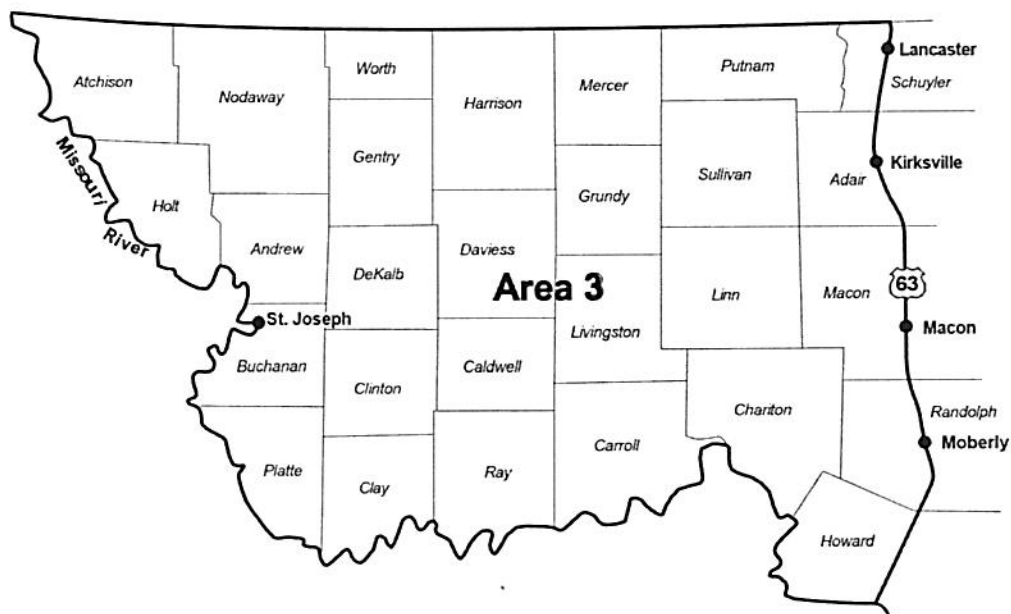 Lancaster
Worth
Putnam
Atchison
Schuyler
Nodaway
Harrison
Mercer
Gentry
Kirksville
Missouri
River
Sullivan
Adair
Holt
Grundy
Andrew
Daviess
DeKalb
Area 3
63
Linn
Macon
St. Joseph
Livingston
Macon
Buchanan
Caldwell
Clinton
Chariton
Randolph
Moberly
Carroll
Platte
Ray
Clay
Howard